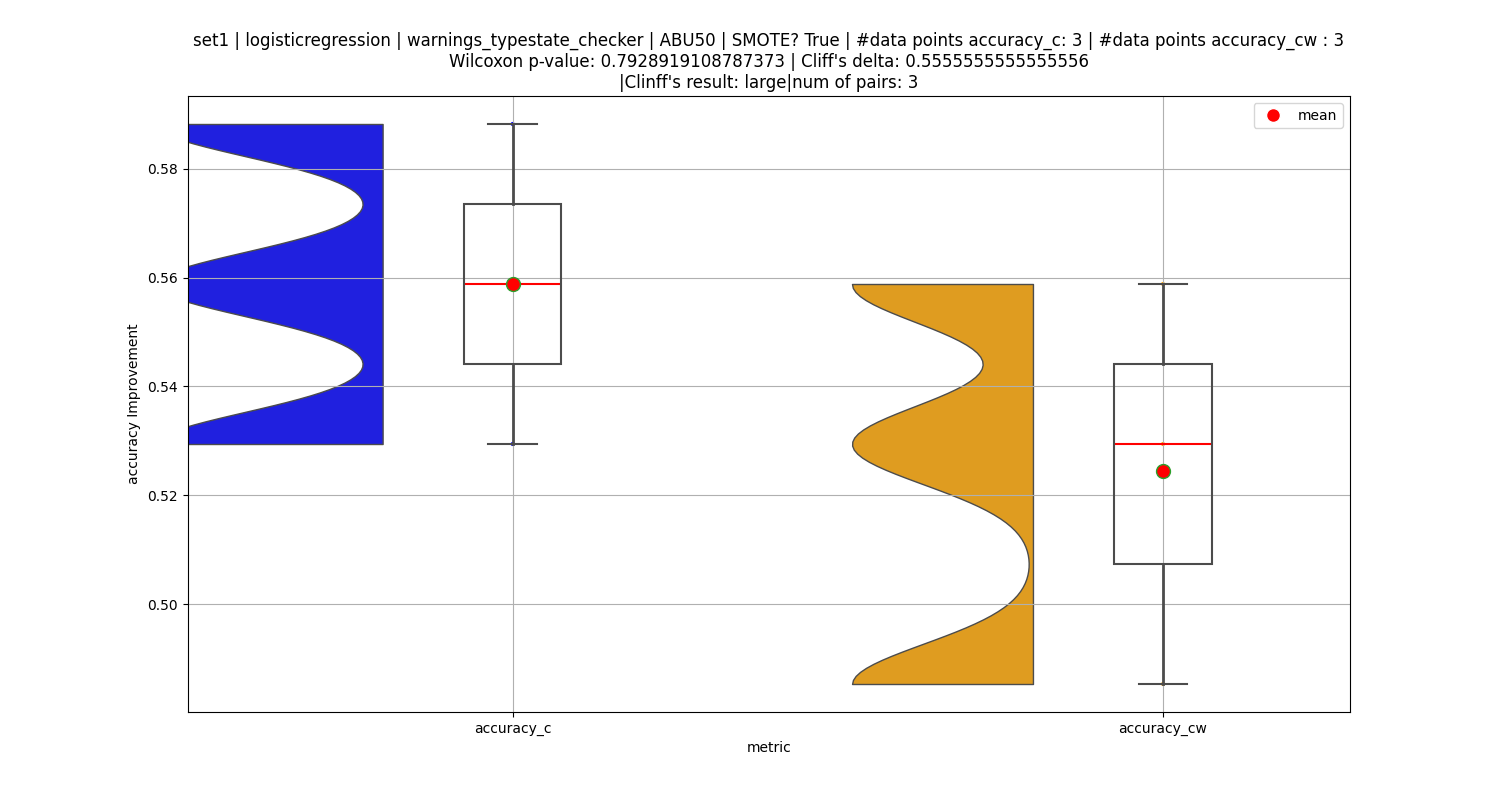 set1 | logisticregression | warnings_typestate_checker | ABU50 | SMOTE? True | #data points accuracy_c: 3 | #data points accuracy_cw : 3
Wilcoxon p-value: 0.7928919108787373 | Cliff's delta: 0.5555555555555556
|Clinff's result: large|num of pairs: 3
mean
0.58
0.56
0.54
0.52
0.50
accuracy Improvement
accuracy_c
accuracy_cw
metric